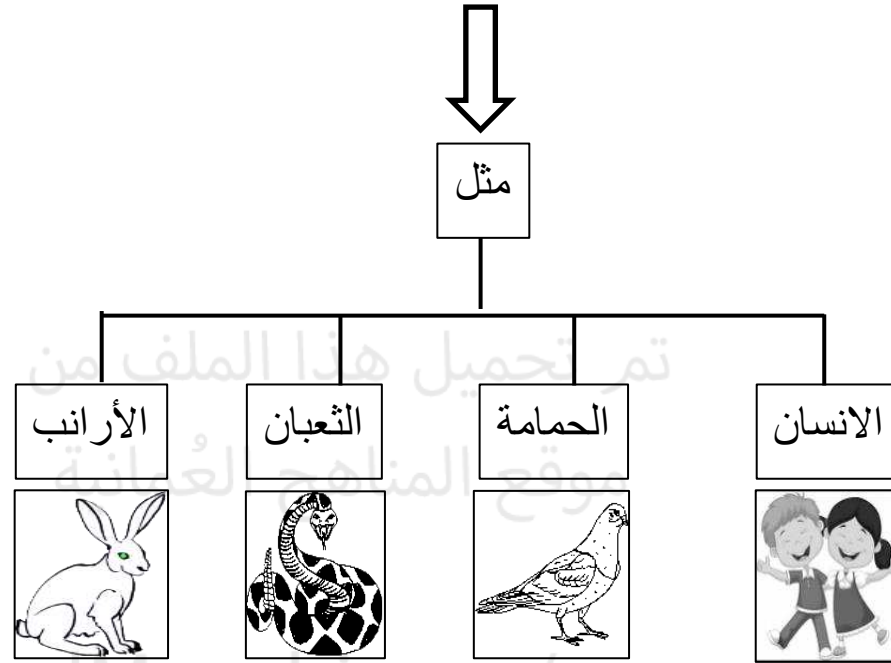 مثل
الانسان
الحمامة
الثعبان
الأرانب
تم تحميل هذا الملف من
موقع المناهج العُمانية